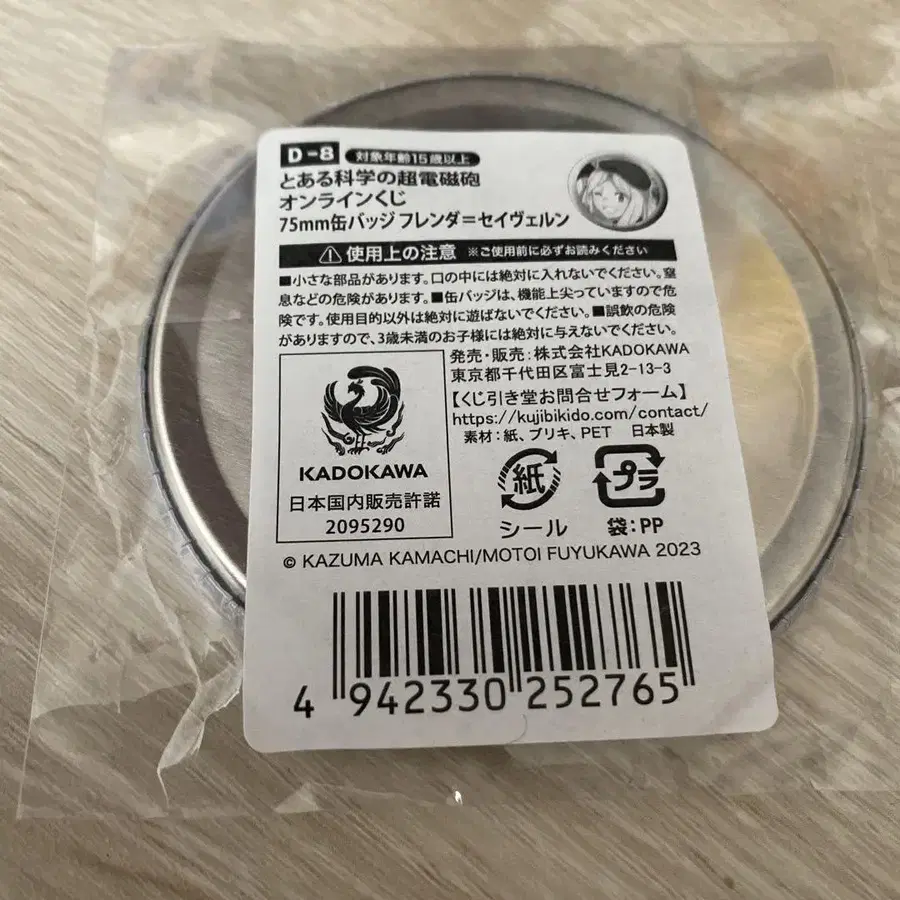 D-8 対象年齢15歳以上
とある科学の超電磁砲
オンラインくじ
75mm缶バッジ フレンダ=セイヴェルン
⚠使用上の注意 ※ご使用前に必ずお読みください
■小さな部品があります。口の中には絶対に入れないでください。窒
息などの危険があります。■缶バッジは、機能上尖っていますので危
険です。使用目的以外は絶対に遊ばないでください。■誤飲の危険
がありますので、3歳未満のお子様には絶対に与えないでください。
発売・販売：株式会社KADOKAWA
東京都千代田区富士見2-13-3
【くじ引き堂お問合せフォーム】
https://kujibikido.com/contact/
素材：紙、ブリキ、PET 日本製
KADOKAWA
日本国内販売許諾
2095290
紙
シール
プラ
袋：PP
© KAZUMA KAMACHI/MOTOI FUYUKAWA 2023
4 942330 252765